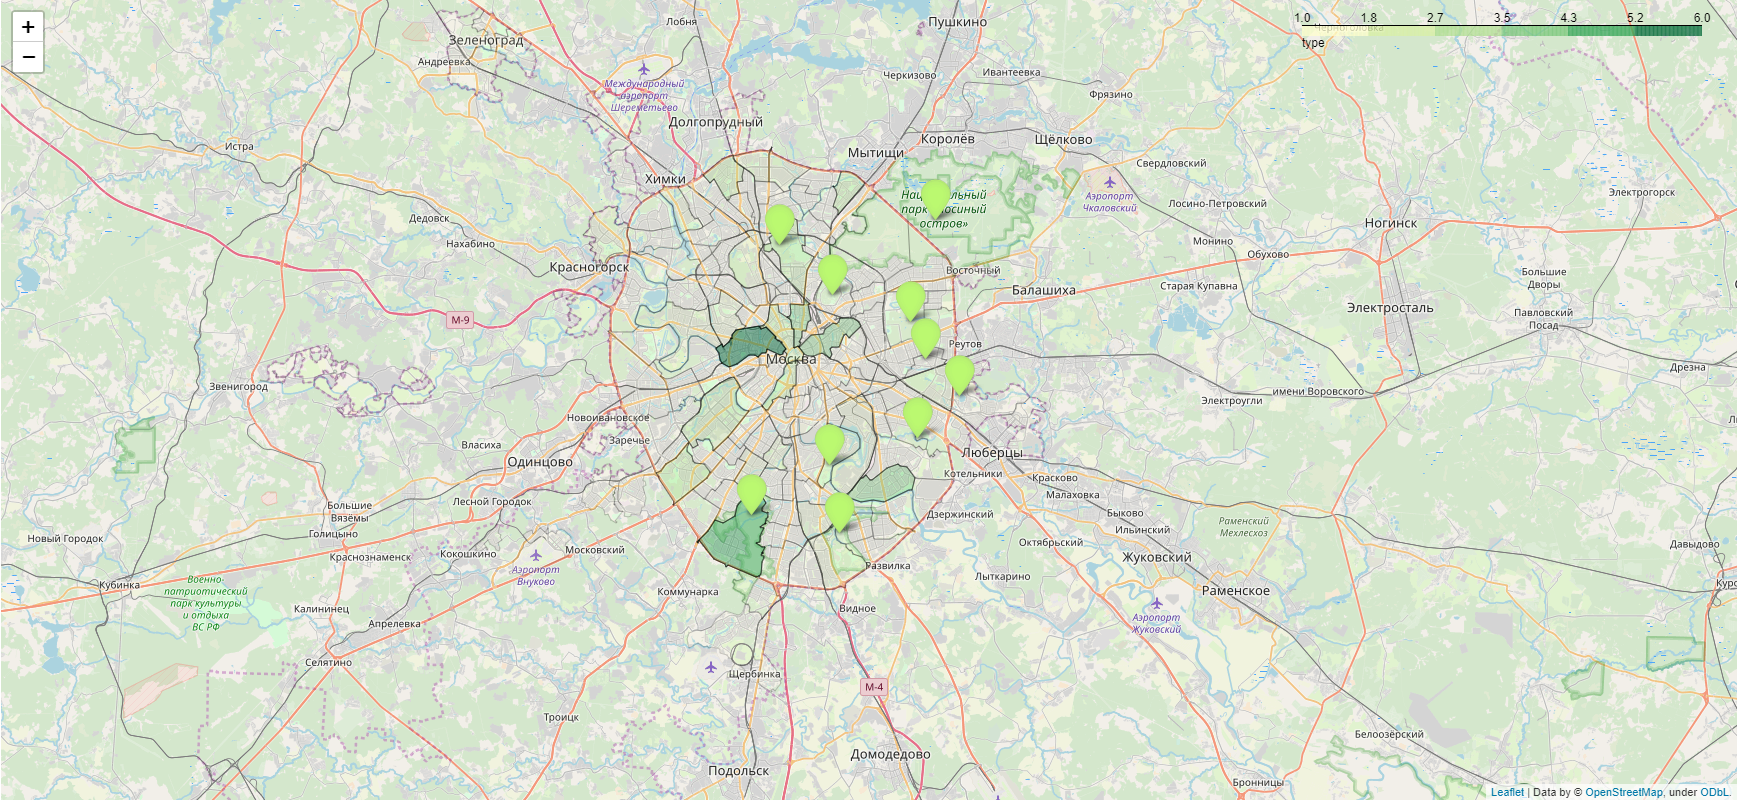 +
−
1.0 1.8 2.7 3.5 4.3 5.2 6.0
Черноголовка
type
Лобня
Пушкино
Зеленоград
Андреевка
Черкизово
Ивантеевка
Международный
аэропорт
Шереметьево
Фрязино
Долгопрудный
Королёв
Щёлково
Истра
Мытищи
Свердловский
Химки
Аэропорт
Чкаловский
Электрогорск
Лосино-Петровский
Дедовск
Ногинск
Нахабино
Монино
Обухово
Красногорск
Восточный
Большие
Дворы
Балашиха
Старая Купавна
Электросталь
Павловский
Посад
М-9
Реутов
Москва
Дрезна
Звенигород
имени Воровского
Электроугли
Новоивановское
Заречье
Власиха
Люберцы
Одинцово
Котельники
Красково
Малаховка
Лесной Городок
Большие
Вязёмы
Голицыно
Дзержинский
Быково
Ильинский
Раменский
Мехлесхоз
Новый Городок
Московский
Октябрьский
Давыдово
Краснознаменск
Кокошкино
Жуковский
Аэропорт
Внуково
Развилка
Лыткарино
Кубинка
Военно-
патриотический
парк культуры
и отдыха
ВС РФ
Коммунарка
Раменское
Калининец
Видное
Апрелевка
Аэропорт
Жуковский
Селятино
Щербинка
М-4
Троицк
Белоозёрский
Домодедово
Подольск
Бронницы
Leaflet | Data by © OpenStreetMap, under ODbL.